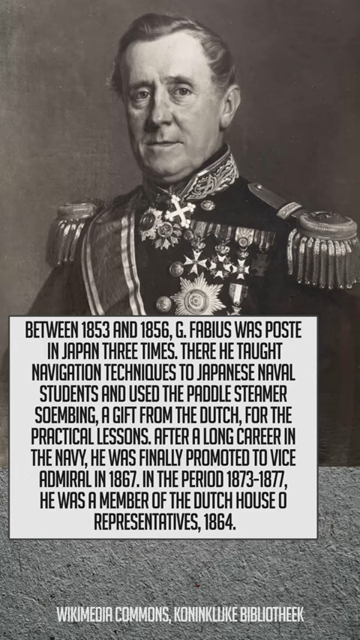 BETWEEN 1853 AND 1856, G. FABIUS WAS POSTE
IN JAPAN THREE TIMES. THERE HE TAUGHT
NAVIGATION TECHNIQUES TO JAPANESE NAVAL
STUDENTS AND USED THE PADDLE STEAMER
SOEMBING, A GIFT FROM THE DUTCH, FOR THE
PRACTICAL LESSONS. AFTER A LONG CAREER IN
THE NAVY, HE WAS FINALLY PROMOTED TO VICE
ADMIRAL IN 1867. IN THE PERIOD 1873-1877,
HE WAS A MEMBER OF THE DUTCH HOUSE O
REPRESENTATIVES, 1864.
WIKIMEDIA COMMONS, KONINKLIJKE BIBLIOTHEEK